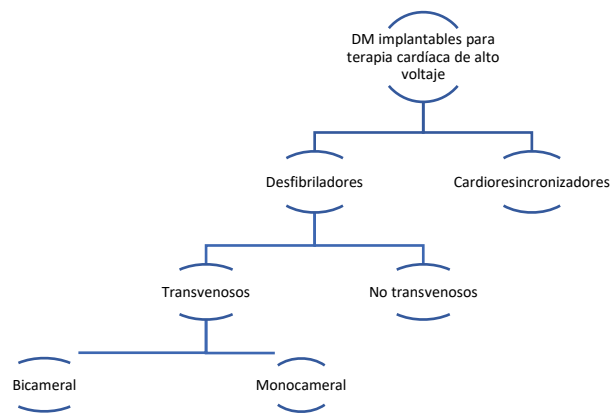 DM implantables para
terapia cardíaca de alto
voltaje
Desfibriladores
Cardioresincronizadores
Transvenosos
No transvenosos
Bicameral
Monocameral